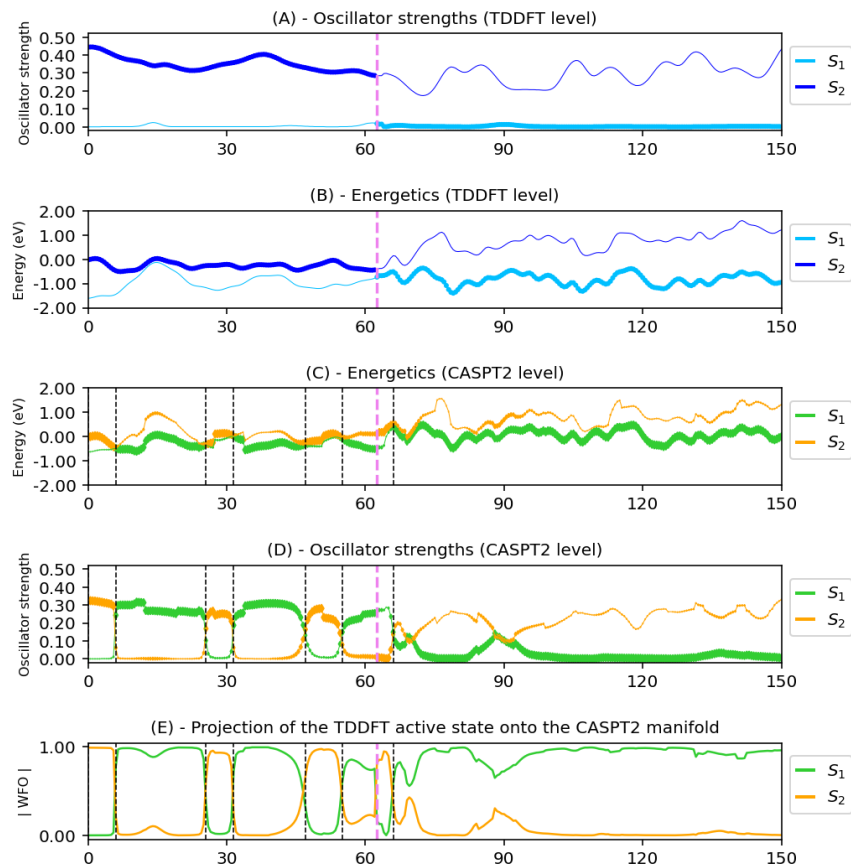 (A) - Oscillator strengths (TDDFT level)
Oscillator strength
0.50
0.40
0.30
0.20
0.10
0.00
0 30 60 90 120 150
S1
S2
(B) - Energetics (TDDFT level)
Energy (eV)
2.00
1.00
0.00
-1.00
-2.00
0 30 60 90 120 150
S1
S2
(C) - Energetics (CASPT2 level)
Energy (eV)
2.00
1.00
0.00
-1.00
-2.00
0 30 60 90 120 150
S1
S2
(D) - Oscillator strengths (CASPT2 level)
Oscillator strength
0.50
0.40
0.30
0.20
0.10
0.00
0 30 60 90 120 150
S1
S2
(E) - Projection of the TDDFT active state onto the CASPT2 manifold
| WFO |
1.00
0.00
0 30 60 90 120 150
S1
S2